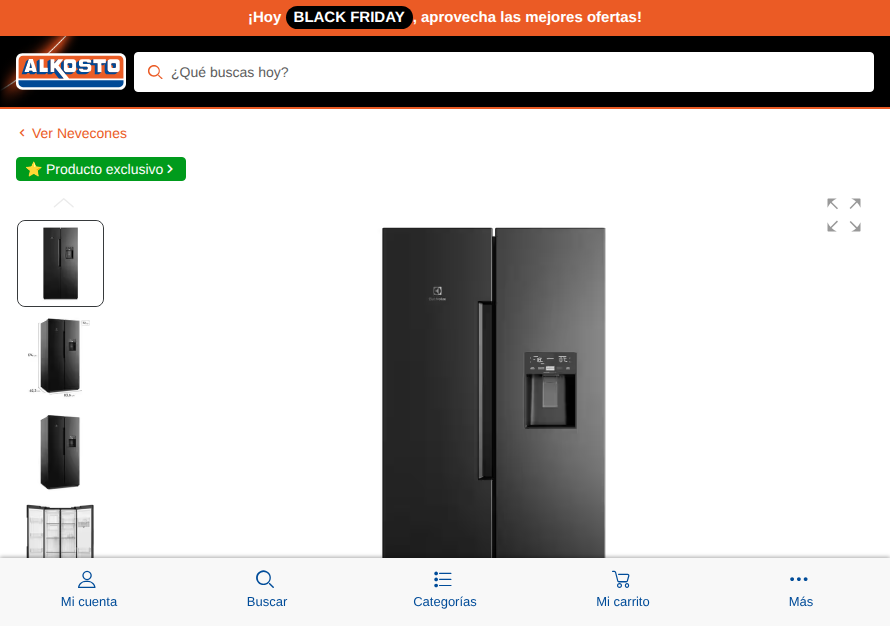 ¡Hoy BLACK FRIDAY, aprovecha las mejores ofertas!
ALKOSTO
¿Qué buscas hoy?
Ver Nevecones
Producto exclusivo
Mi cuenta
Buscar
Categorías
Mi carrito
Más